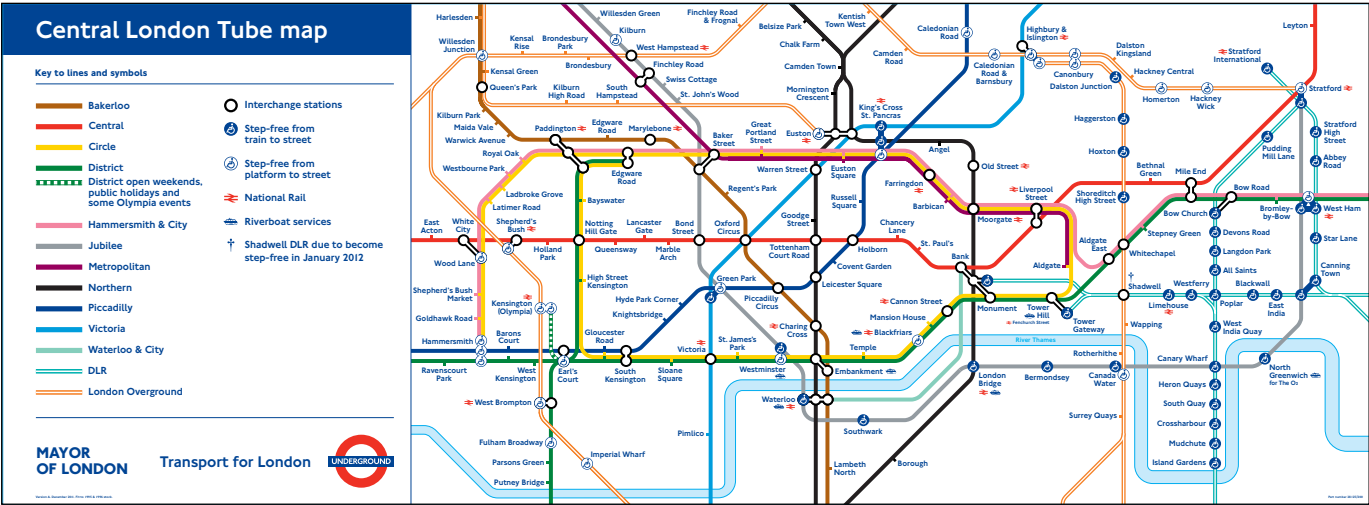 Central London Tube map
Key to lines and symbols
Bakerloo
Central
Circle
District
District open weekends,
public holidays and
some Olympia events
Hammersmith & City
Jubilee
Metropolitan
Northern
Piccadilly
Victoria
Waterloo & City
DLR
London Overground
Interchange stations
Step-free from
train to street
Step-free from
platform to street
National Rail
Riverboat services
† Shadwell DLR due to become
step-free in January 2012
MAYOR
OF LONDON
Transport for London
UNDERGROUND
Harlesden
Willesden Green
Finchley Road
& Frognal
Belsize Park
Kentish
Town West
Caledonian
Road
Highbury &
Islington
Leyton
Willesden
Junction
Kensal
Rise
Brondesbury
Park
Kilburn
West Hampstead
Chalk Farm
Camden
Road
Dalston
Kingsland
Stratford
International
Kensal Green
Brondesbury
Finchley Road
Camden Town
Caledonian
Road &
Barnsbury
Canonbury
Hackney Central
Queen's Park
Kilburn
High Road
South
Hampstead
Swiss Cottage
St. John's Wood
Mornington
Crescent
Dalston Junction
Homerton
Hackney
Wick
Stratford
Kilburn Park
Maida Vale
Warwick Avenue
Paddington
Edgware
Road
Marylebone
Baker
Street
Great
Portland
Street
Euston
King's Cross
St. Pancras
Angel
Haggerston
Stratford
High
Street
Royal Oak
Westbourne Park
Edgware
Road
Warren Street
Euston
Square
Farringdon
Old Street
Hoxton
Pudding
Mill Lane
Abbey
Road
Ladbroke Grove
Latimer Road
Bayswater
Regent's Park
Goodge
Street
Russell
Square
Barbican
Liverpool
Street
Moorgate
Shoreditch
High Street
Bethnal
Green
Mile End
Bow Road
Bow Church
Bromley-
by-Bow
West Ham
East
Acton
White
City
Shepherd's
Bush
Holland
Park
Notting
Hill Gate
Queensway
Lancaster
Gate
Marble
Arch
Bond
Street
Oxford
Circus
Tottenham
Court Road
Holborn
Chancery
Lane
St. Paul's
Bank
Aldgate
Aldgate
East
Whitechapel
Stepney Green
Devons Road
Langdon Park
All Saints
Star Lane
Canning
Town
Wood Lane
Shepherd's Bush
Market
Goldhawk Road
Hammersmith
Kensington
(Olympia)
High Street
Kensington
Hyde Park Corner
Knightsbridge
Green Park
Piccadilly
Circus
Covent Garden
Leicester Square
Cannon Street
Mansion House
Blackfriars
Monument
Tower
Hill
Fenchurch Street
Tower
Gateway
†
Shadwell
Limehouse
Westferry
Poplar
Blackwall
East
India
Barons
Court
Gloucester
Road
Victoria
St. James's
Park
Charing
Cross
Temple
River Thames
Wapping
West
India Quay
Ravenscourt
Park
West
Kensington
Earl's
Court
South
Kensington
Sloane
Square
Westminster
Embankment
London
Bridge
Bermondsey
Rotherhithe
Canada
Water
Canary Wharf
North
Greenwich
for The O₂
West Brompton
Waterloo
Southwark
Surrey Quays
Heron Quays
South Quay
Crossharbour
Mudchute
Island Gardens
Fulham Broadway
Parsons Green
Putney Bridge
Imperial Wharf
Pimlico
Lambeth
North
Borough